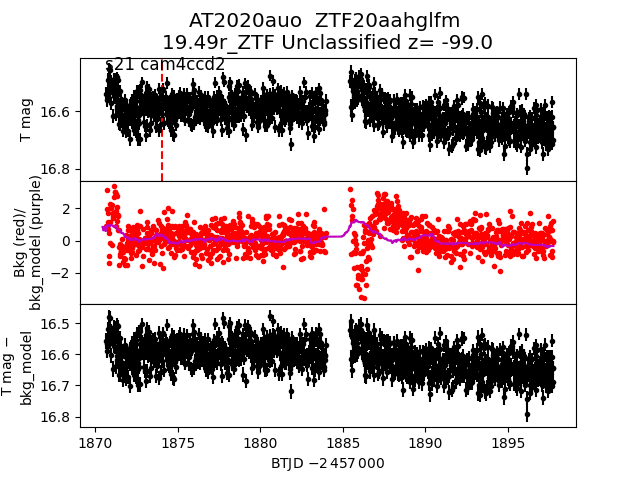 AT2020auo  ZTF20aahglfm
19.49r_ZTF Unclassified z= -99.0
s21 cam4ccd2
T mag
16.6
16.8
Bkg (red)/
bkg_model (purple)
2
0
−2
T mag −
bkg_model
16.5
16.6
16.7
16.8
1870
1875
1880
1885
1890
1895
BTJD −2 457 000